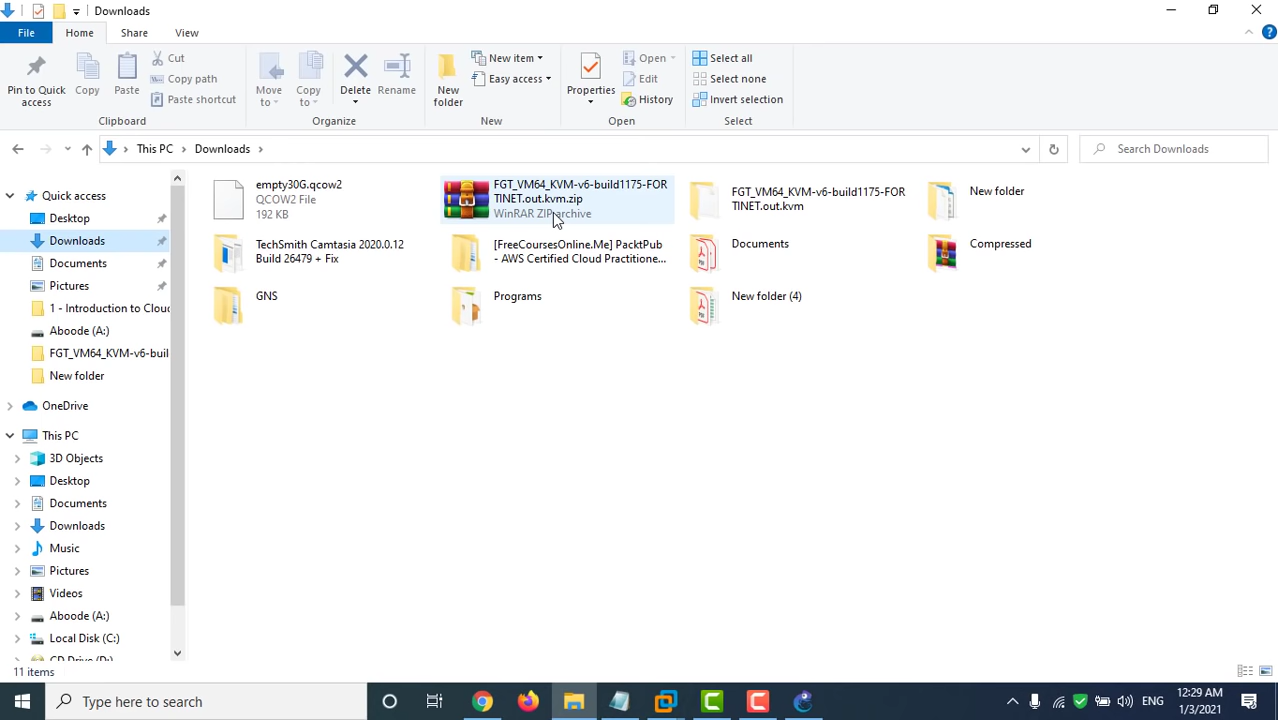 Downloads
File Home Share View
Pin to Quick access
Copy
Paste
Cut
Copy path
Paste shortcut
Clipboard
Move to
Copy to
Delete
Rename
Organize
New folder
New item
Easy access
New
Properties
Open
Edit
History
Open
Select all
Select none
Invert selection
Select
This PC Downloads
Search Downloads
Quick access
Desktop
Downloads
Documents
Pictures
1 - Introduction to Clou
Aboode (A:)
FGT_VM64_KVM-v6-buil
New folder
OneDrive
This PC
3D Objects
Desktop
Documents
Downloads
Music
Pictures
Videos
Aboode (A:)
Local Disk (C:)
CD Drive (D:)
empty30G.qcow2
QCOW2 File
192 KB
FGT_VM64_KVM-v6-build1175-FOR
TINET.out.kvm.zip
WinRAR ZIP archive
FGT_VM64_KVM-v6-build1175-FOR
TINET.out.kvm
New folder
TechSmith Camtasia 2020.0.12
Build 26479 + Fix
[FreeCoursesOnline.Me] PacktPub
- AWS Certified Cloud Practitione...
Documents
Compressed
GNS
Programs
New folder (4)
11 items
Type here to search
ENG
12:29 AM
1/3/2021